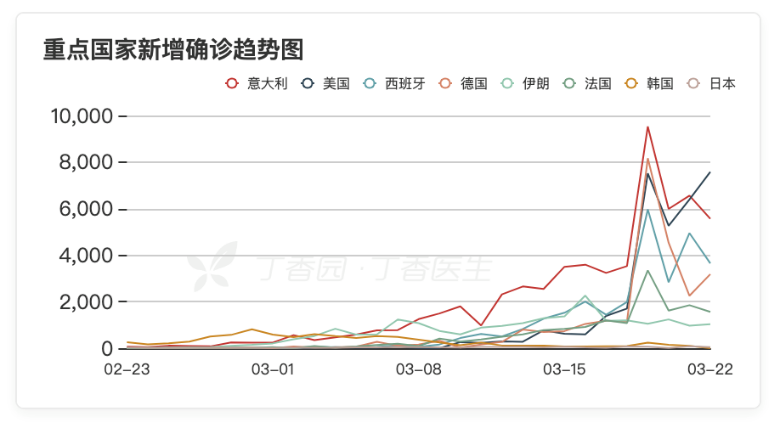 重点国家新增确诊趋势图
意大利 美国 西班牙 德国 伊朗 法国 韩国 日本
10,000
8,000
6,000
4,000
丁香园·丁香医生
2,000
0
02-23 03-01 03-08 03-15 03-22